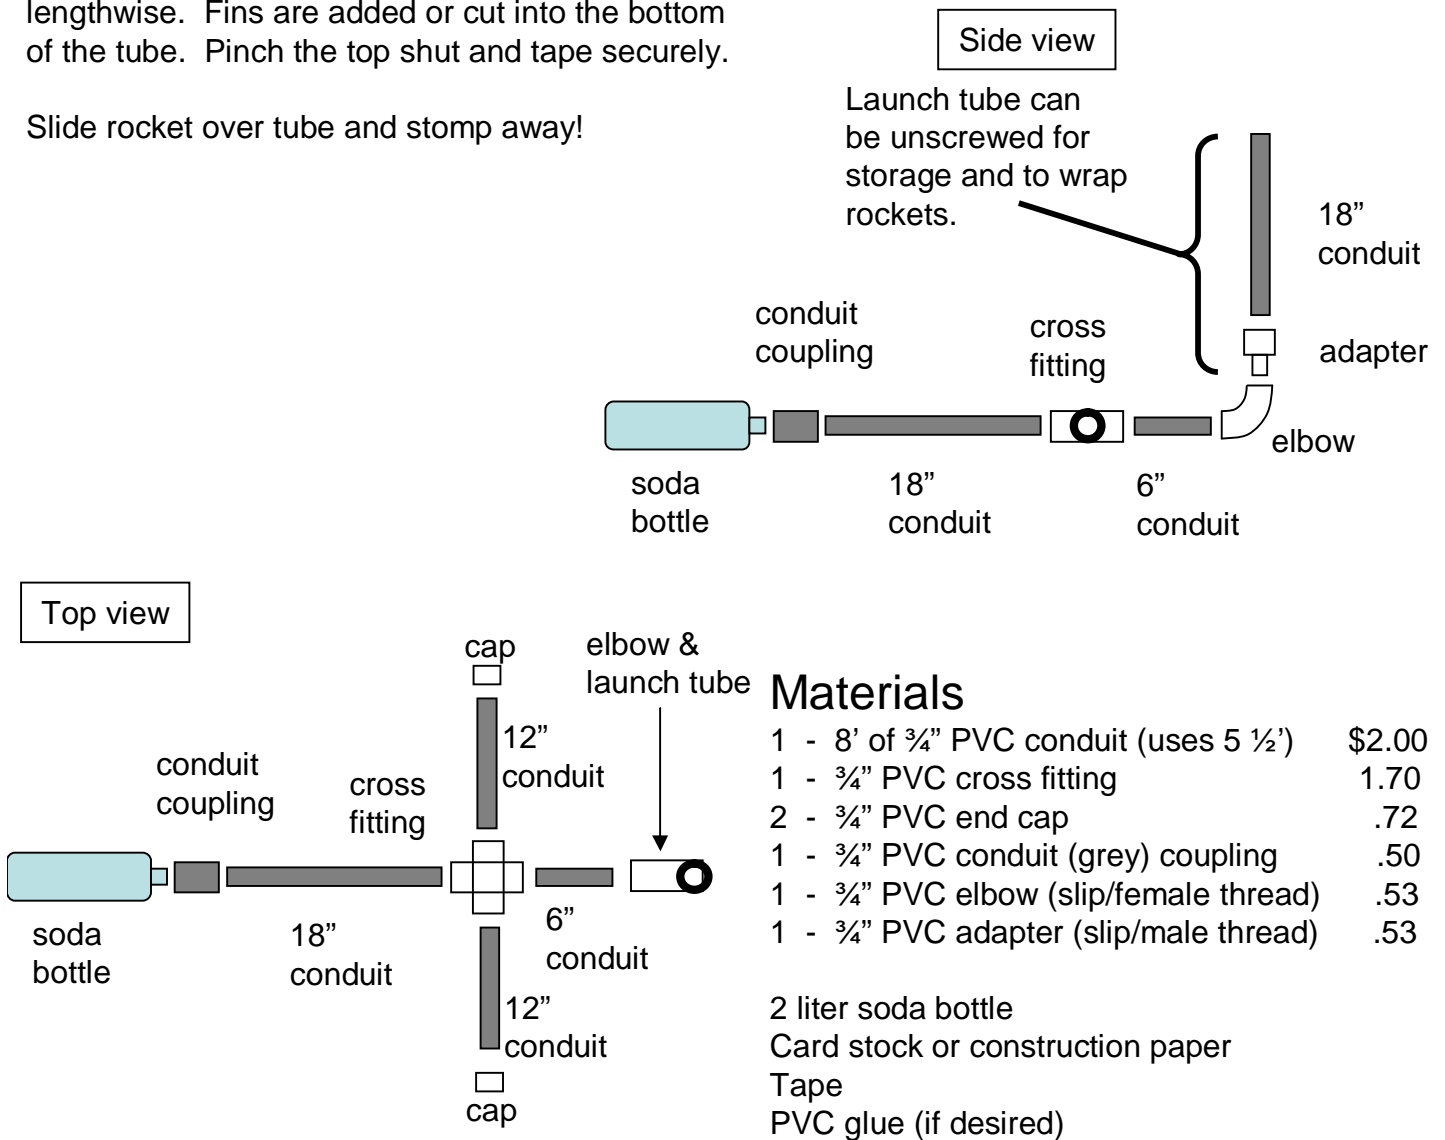 lengthwise.  Fins are added or cut into the bottom
of the tube.  Pinch the top shut and tape securely.
Slide rocket over tube and stomp away!
Side view
Launch tube can
be unscrewed for
storage and to wrap
rockets.
18”
conduit
conduit
coupling
cross
fitting
adapter
elbow
soda
bottle
18”
conduit
6”
conduit
Top view
cap
elbow &
launch tube
12”
conduit
conduit
coupling
cross
fitting
soda
bottle
18”
conduit
6”
conduit
12”
conduit
cap
Materials
1 - 8’ of ¾” PVC conduit (uses 5 ½’) $2.00
1 - ¾” PVC cross fitting 1.70
2 - ¾” PVC end cap .72
1 - ¾” PVC conduit (grey) coupling .50
1 - ¾” PVC elbow (slip/female thread) .53
1 - ¾” PVC adapter (slip/male thread) .53
2 liter soda bottle
Card stock or construction paper
Tape
PVC glue (if desired)